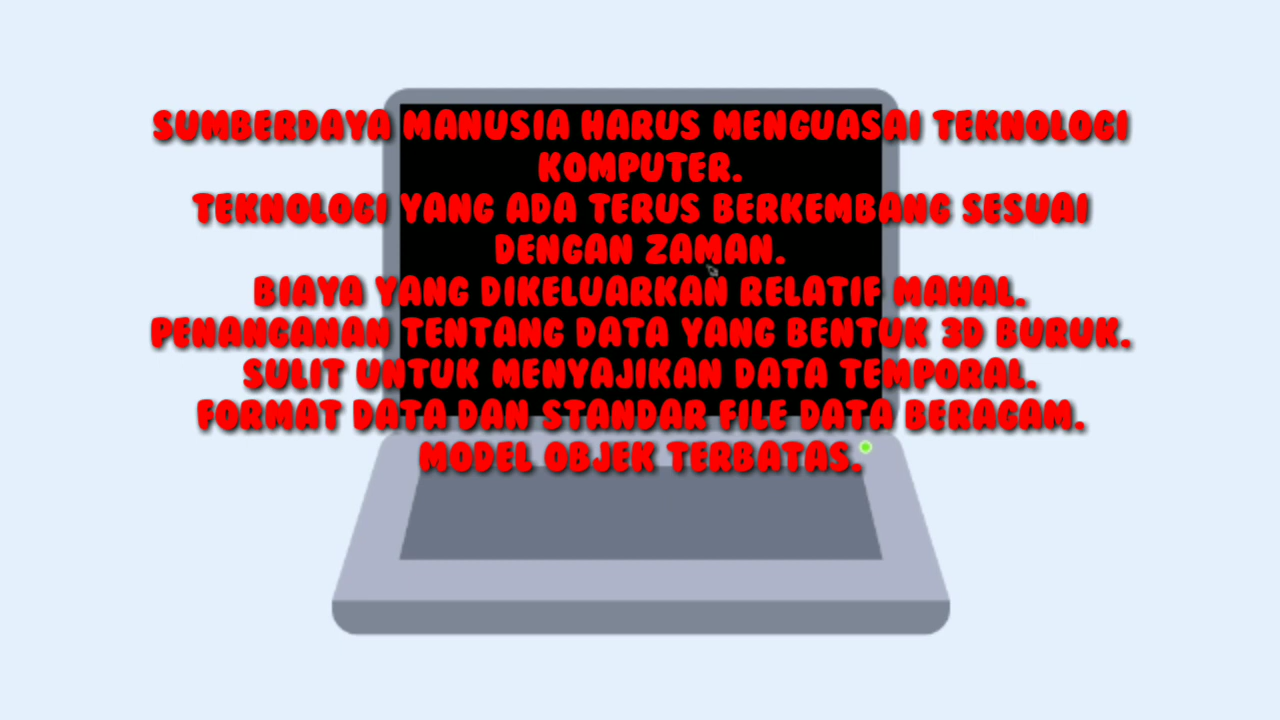 SUMBERDAYA MANUSIA HARUS MENGUASAI TEKNOLOGI
KOMPUTER.
TEKNOLOGI YANG ADA TERUS BERKEMBANG SESUAI
DENGAN ZAMAN.
BIAYA YANG DIKELUARKAN RELATIF MAHAL.
PENANGANAN TENTANG DATA YANG BENTUK 3D BURUK.
SULIT UNTUK MENYAJIKAN DATA TEMPORAL.
FORMAT DATA DAN STANDAR FILE DATA BERAGAM.
MODEL OBJEK TERBATAS.